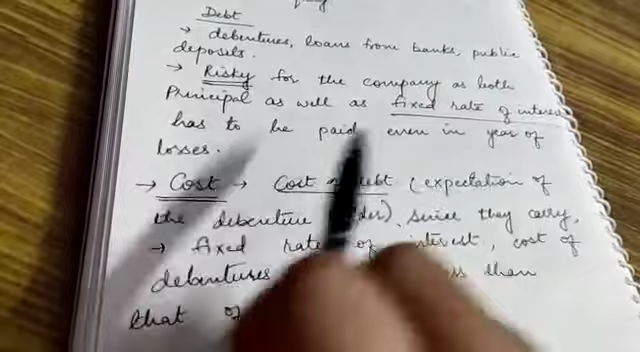 Debt
→ debentures, loans from banks, public
deposits.
→ Risky for the company as both
Principal as well as fixed rate of interest
has to be paid even in year of
losses.
→ Cost → Cost debt (expectation of
the debenture ), since they carry,
→ fixed rate of interest, cost of
debentures than
that of